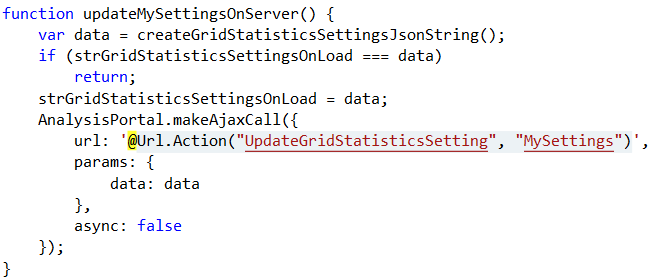 function updateMySettingsOnServer() {
    var data = createGridStatisticsSettingsJsonString();
    if (strGridStatisticsSettingsOnLoad === data)
        return;
    strGridStatisticsSettingsOnLoad = data;
    AnalysisPortal.makeAjaxCall({
        url: '@Url.Action("UpdateGridStatisticsSetting", "MySettings")',
        params: {
            data: data
        },
        async: false
    });
}